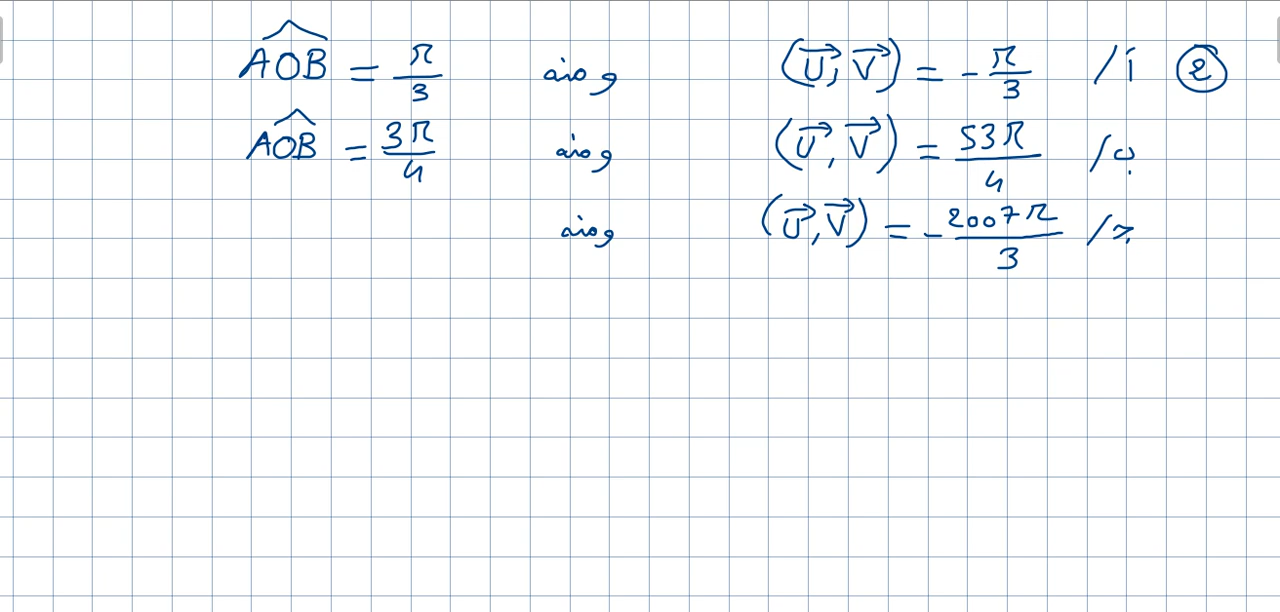 ② أ/ (U⃗, V⃗) = -π/3 ومنه AOB = π/3
ب/ (U⃗, V⃗) = 53π/4 ومنه AOB = 3π/4
ج/ (U⃗, V⃗) = -2007π/3 ومنه